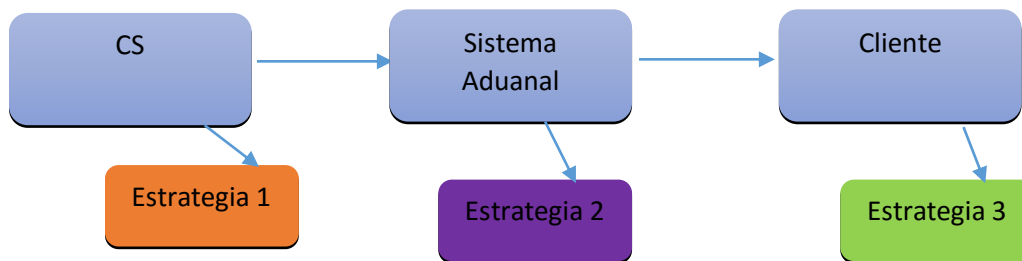 CS
Sistema
Aduanal
Cliente
Estrategia 1
Estrategia 2
Estrategia 3